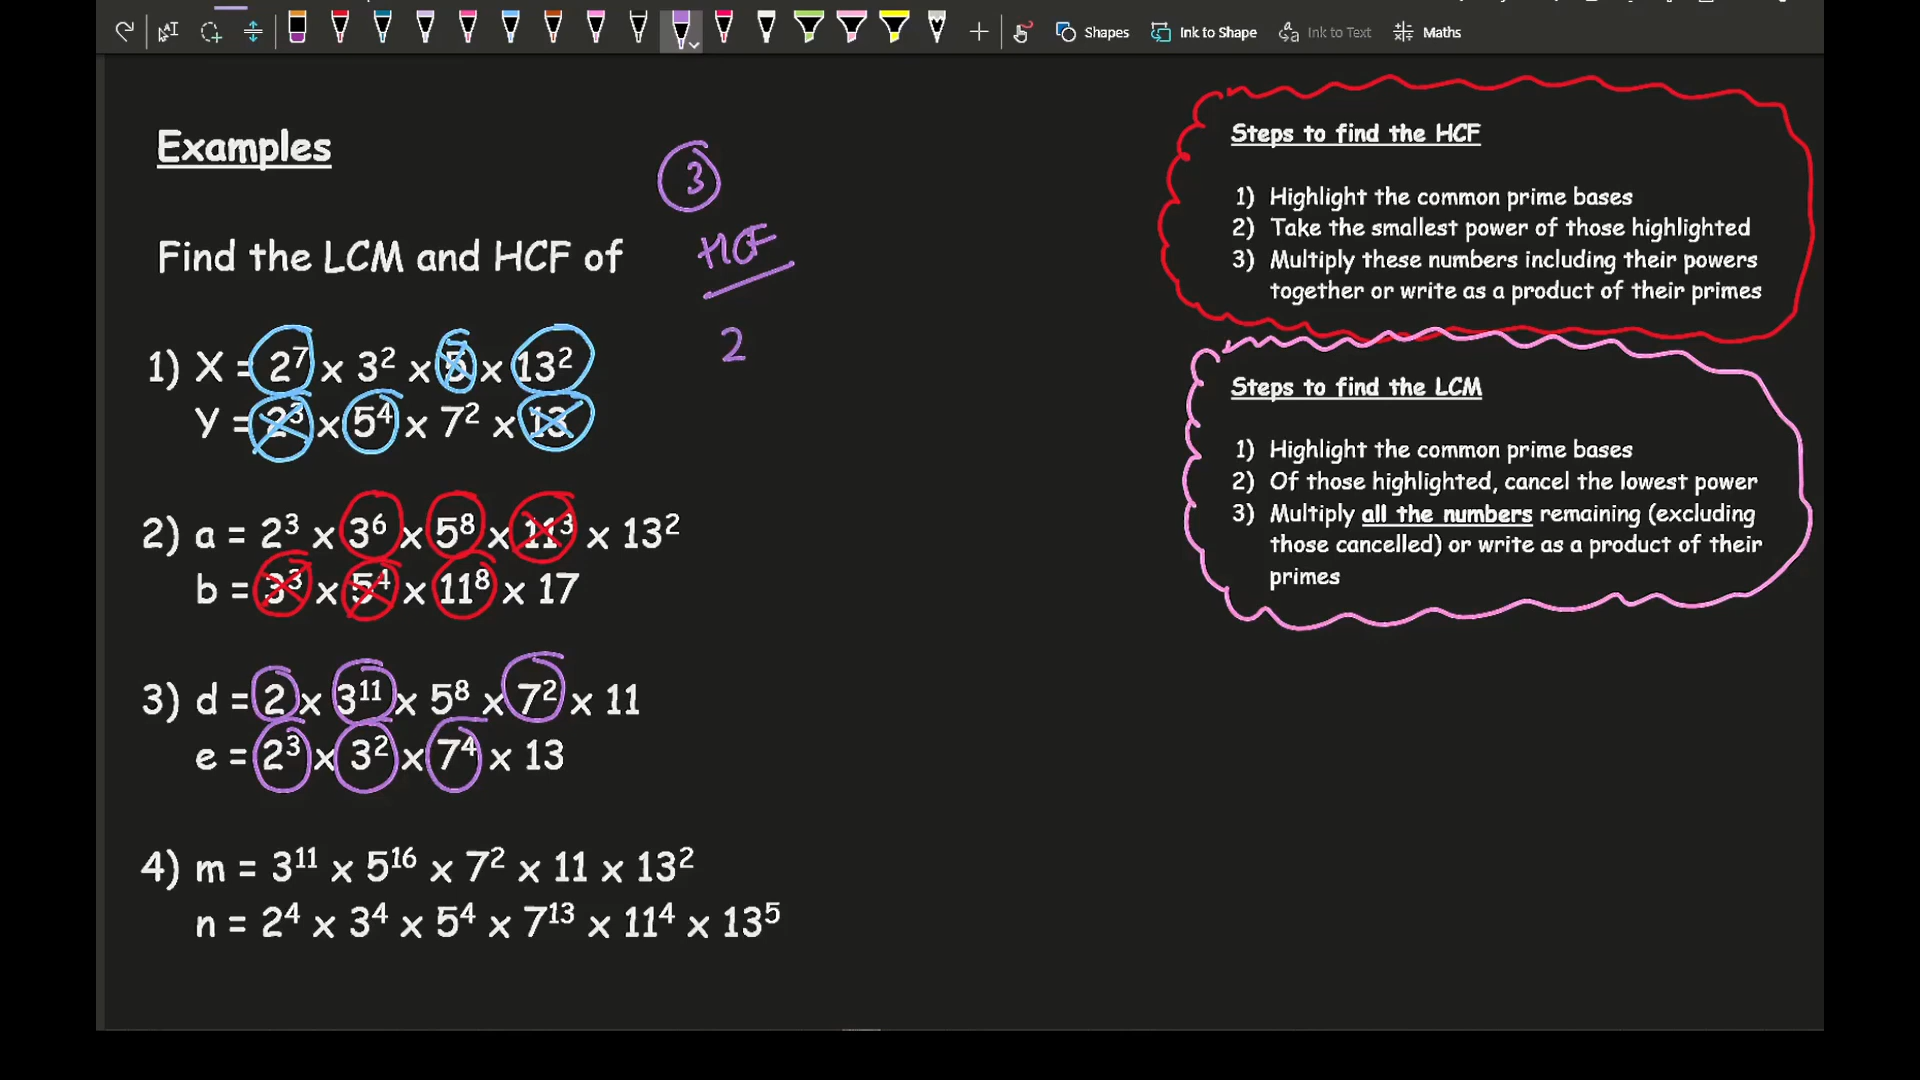 Shapes Ink to Shape Ink to Text Maths
Examples
3
Find the LCM and HCF of
HCF
2
1) X = 2⁷ x 3² x 5 x 13²
Y = 2³ x 5⁴ x 7² x 13
2) a = 2³ x 3⁶ x 5⁸ x 11³ x 13²
b = 3³ x 5⁴ x 11⁸ x 17
3) d = 2 x 3¹¹ x 5⁸ x 7² x 11
e = 2³ x 3² x 7⁴ x 13
4) m = 3¹¹ x 5¹⁶ x 7² x 11 x 13²
n = 2⁴ x 3⁴ x 5⁴ x 7¹³ x 11⁴ x 13⁵
Steps to find the HCF
1) Highlight the common prime bases
2) Take the smallest power of those highlighted
3) Multiply these numbers including their powers
together or write as a product of their primes
Steps to find the LCM
1) Highlight the common prime bases
2) Of those highlighted, cancel the lowest power
3) Multiply all the numbers remaining (excluding
those cancelled) or write as a product of their
primes